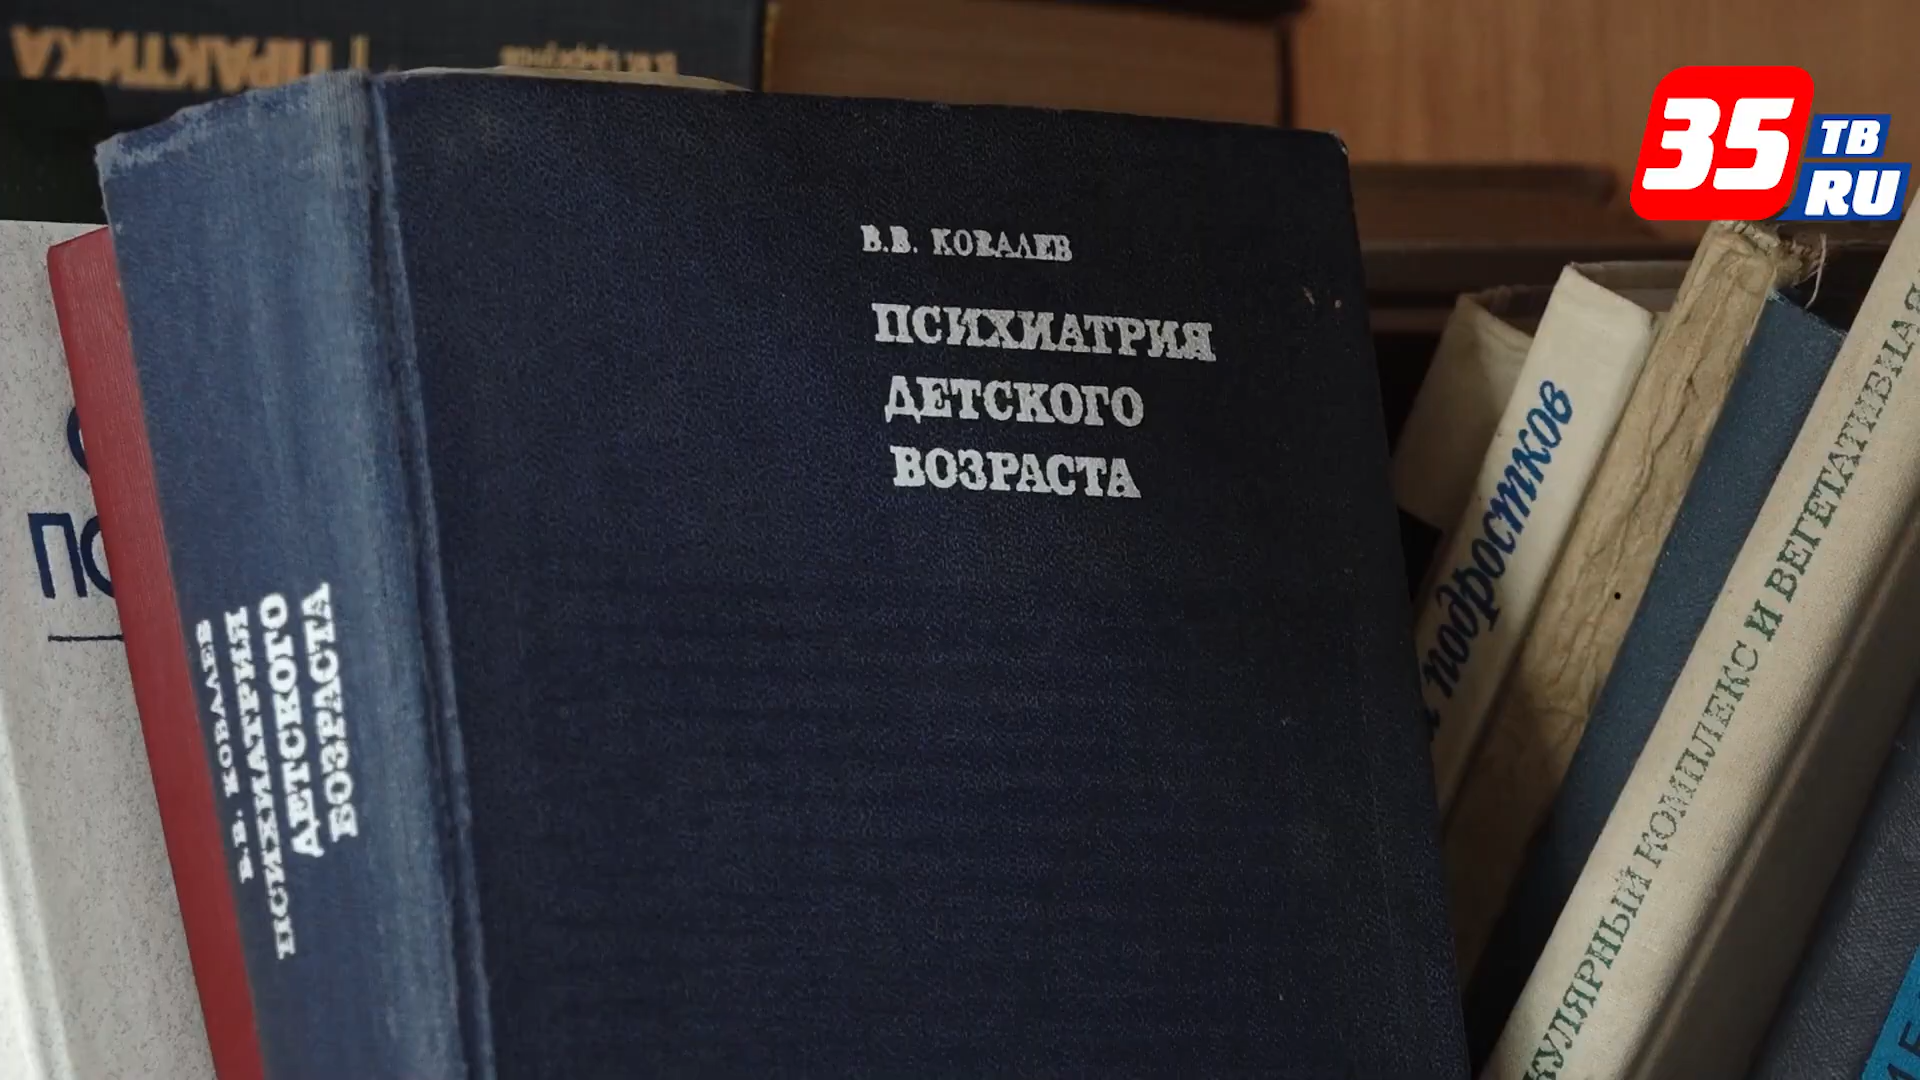 ПРАКТИКА
35
ТВ
RU
В.В. КОВАЛЕВ
ПСИХИАТРИЯ
ДЕТСКОГО
ВОЗРАСТА
В.В. КОВАЛЕВ
ПСИХИАТРИЯ
ДЕТСКОГО
ВОЗРАСТА
подростков
КОМПЛЕКС И ВЕГЕТАТИВНАЯ